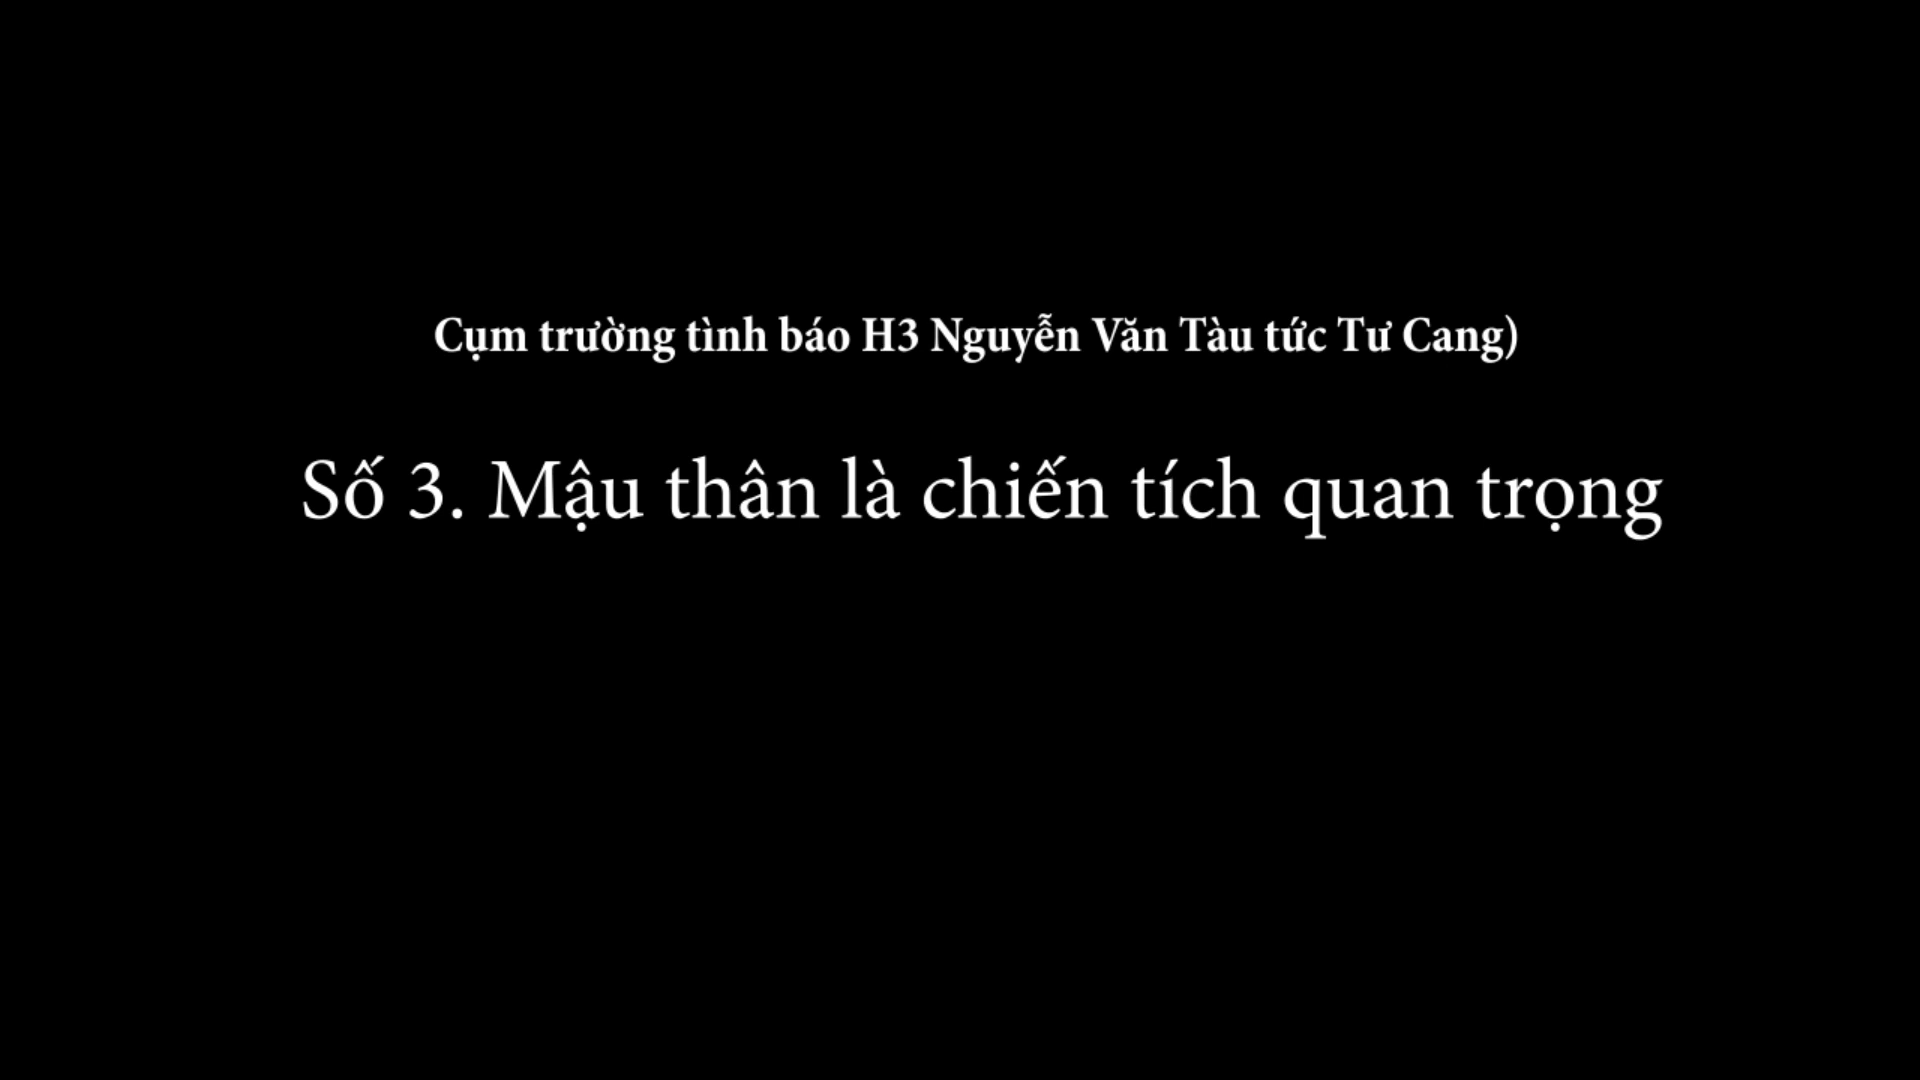 Cụm trường tình báo H3 Nguyễn Văn Tàu tức Tư Cang)
Số 3. Mậu thân là chiến tích quan trọng